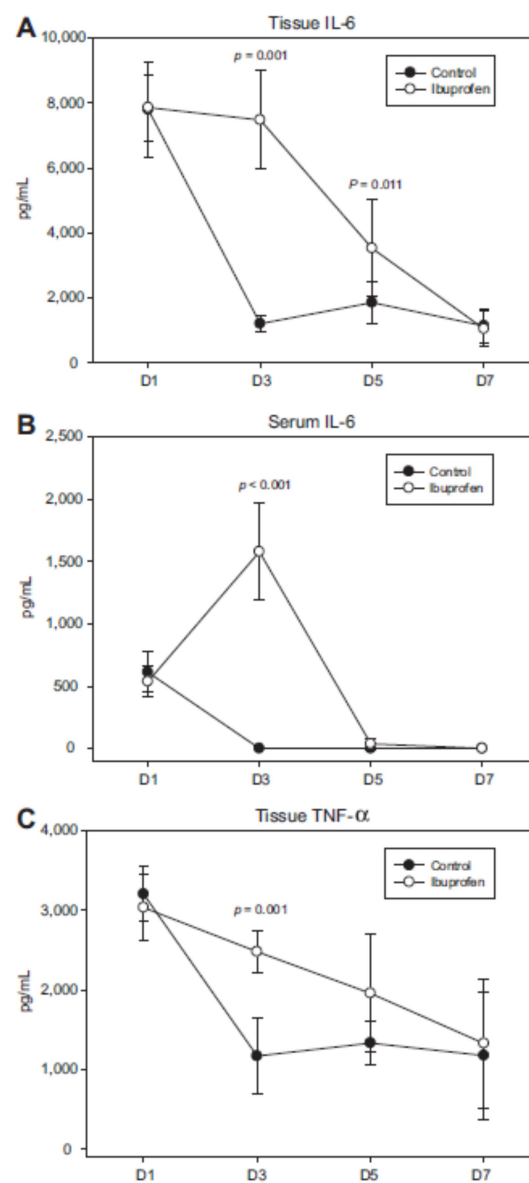 A
Tissue IL-6
10,000
8,000
6,000
4,000
2,000
0
pg/mL
p = 0.001
P = 0.011
Control
Ibuprofen
D1 D3 D5 D7
B
Serum IL-6
2,500
2,000
1,500
1,000
500
0
pg/mL
p < 0.001
Control
Ibuprofen
D1 D3 D5 D7
C
Tissue TNF-α
4,000
3,000
2,000
1,000
0
pg/mL
p = 0.001
Control
Ibuprofen
D1 D3 D5 D7